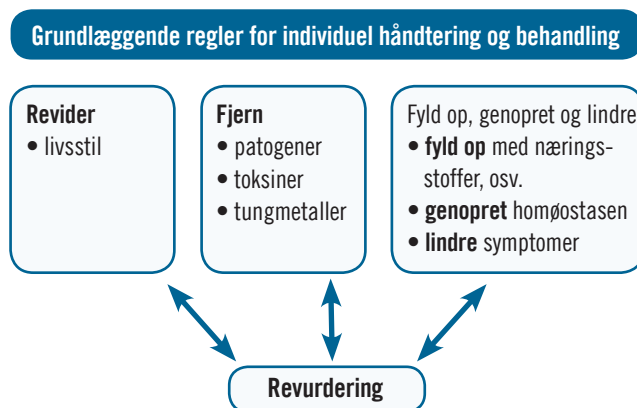 Grundlæggende regler for individuel håndtering og behandling
Revider
• livsstil
Fjern
• patogener
• toksiner
• tungmetaller
Fyld op, genopret og lindre
• fyld op med nærings-
stoffer, osv.
• genopret homøostasen
• lindre symptomer
Revurdering